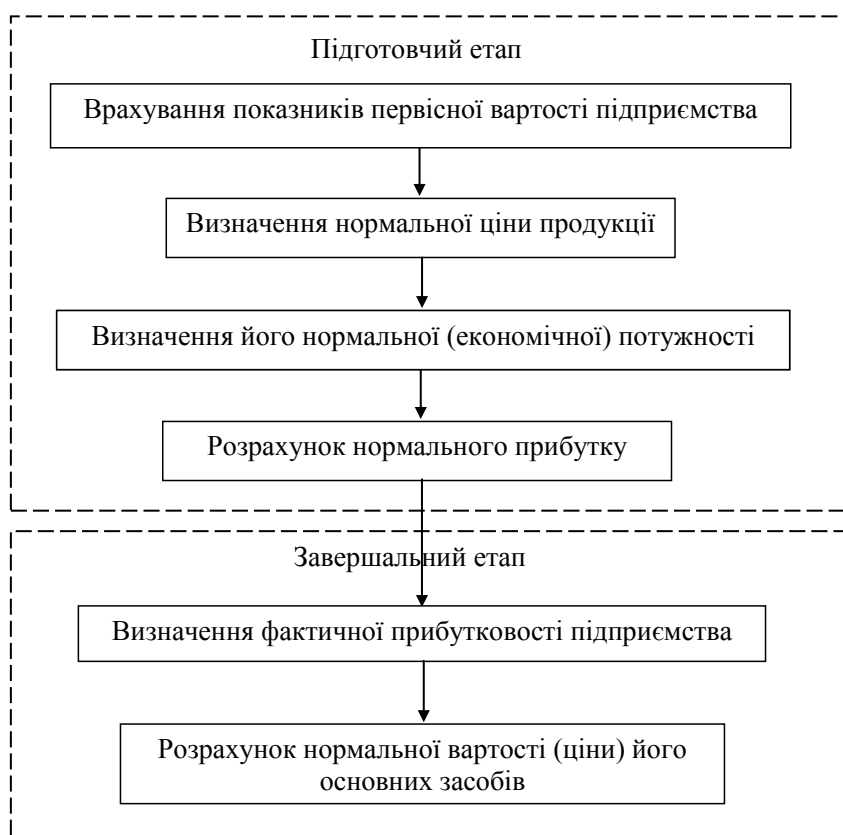 Підготовчий етап
Врахування показників первісної вартості підприємства
Визначення нормальної ціни продукції
Визначення його нормальної (економічної) потужності
Розрахунок нормального прибутку
Завершальний етап
Визначення фактичної прибутковості підприємства
Розрахунок нормальної вартості (ціни) його
основних засобів